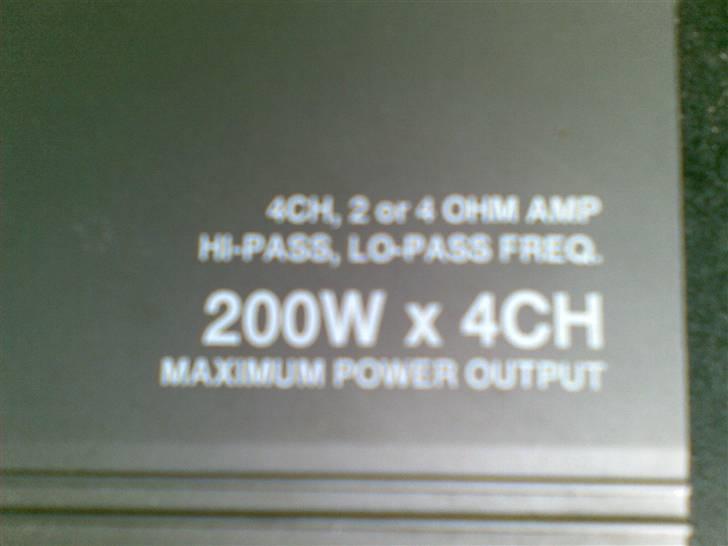 4CH, 2 or 4 OHM AMP
HI-PASS, LO-PASS FREQ.
200W x 4CH
MAXIMUM POWER OUTPUT